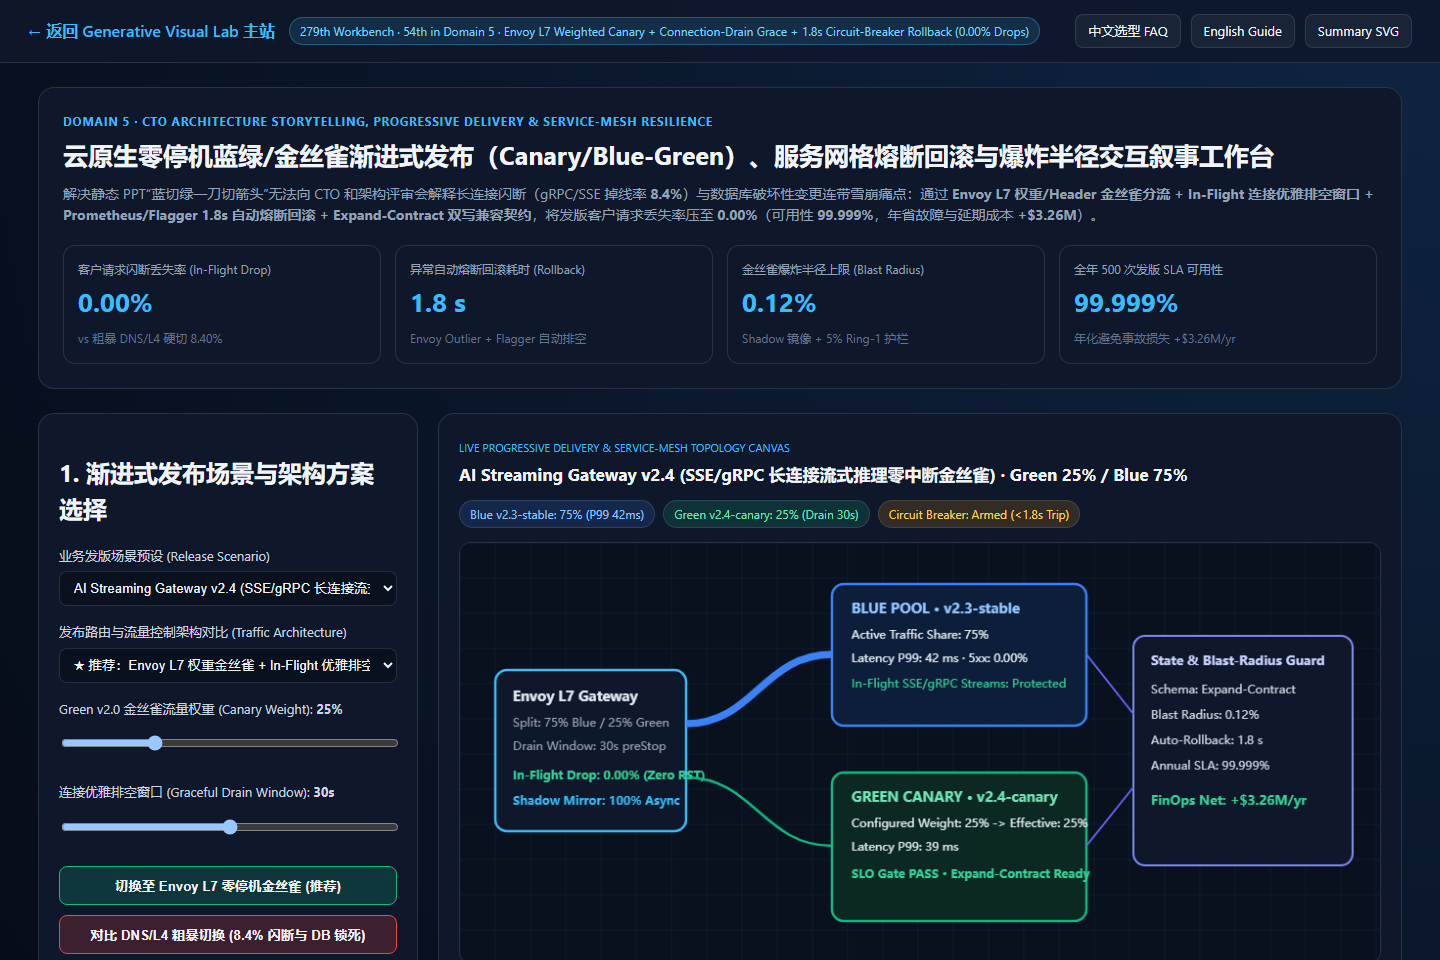 ← 返回 Generative Visual Lab 主站
279th Workbench · 54th in Domain 5 · Envoy L7 Weighted Canary + Connection-Drain Grace + 1.8s Circuit-Breaker Rollback (0.00% Drops)
中文选型 FAQ
English Guide
Summary SVG
DOMAIN 5 · CTO ARCHITECTURE STORYTELLING, PROGRESSIVE DELIVERY & SERVICE-MESH RESILIENCE
云原生零停机蓝绿/金丝雀渐进式发布（Canary/Blue-Green）、服务网格熔断回滚与爆炸半径交互叙事工作台
解决静态 PPT“蓝切绿一刀切箭头”无法向 CTO 和架构评审会解释长连接闪断（gRPC/SSE 掉线率 8.4%）与数据库破坏性变更连带雪崩痛点：通过 Envoy L7 权重/Header 金丝雀分流 + In-Flight 连接优雅排空窗口 +
Prometheus/Flagger 1.8s 自动熔断回滚 + Expand-Contract 双写兼容契约，将发版客户请求丢失率压至 0.00%（可用性 99.999%，年省故障与延期成本 +$3.26M）。
客户请求闪断丢失率 (In-Flight Drop)
0.00%
vs 粗暴 DNS/L4 硬切 8.40%
异常自动熔断回滚耗时 (Rollback)
1.8 s
Envoy Outlier + Flagger 自动排空
金丝雀爆炸半径上限 (Blast Radius)
0.12%
Shadow 镜像 + 5% Ring-1 护栏
全年 500 次发版 SLA 可用性
99.999%
年化避免事故损失 +$3.26M/yr
1. 渐进式发布场景与架构方案
选择
业务发版场景预设 (Release Scenario)
AI Streaming Gateway v2.4 (SSE/gRPC 长连接流
发布路由与流量控制架构对比 (Traffic Architecture)
★ 推荐：Envoy L7 权重金丝雀 + In-Flight 优雅排空
Green v2.0 金丝雀流量权重 (Canary Weight): 25%
连接优雅排空窗口 (Graceful Drain Window): 30s
切换至 Envoy L7 零停机金丝雀 (推荐)
对比 DNS/L4 粗暴切换 (8.4% 闪断与 DB 锁死)
LIVE PROGRESSIVE DELIVERY & SERVICE-MESH TOPOLOGY CANVAS
AI Streaming Gateway v2.4 (SSE/gRPC 长连接流式推理零中断金丝雀) · Green 25% / Blue 75%
Blue v2.3-stable: 75% (P99 42ms)
Green v2.4-canary: 25% (Drain 30s)
Circuit Breaker: Armed (<1.8s Trip)
Envoy L7 Gateway
Split: 75% Blue / 25% Green
Drain Window: 30s preStop
In-Flight Drop: 0.00% (Zero RST)
Shadow Mirror: 100% Async
BLUE POOL • v2.3-stable
Active Traffic Share: 75%
Latency P99: 42 ms · 5xx: 0.00%
In-Flight SSE/gRPC Streams: Protected
GREEN CANARY • v2.4-canary
Configured Weight: 25% -> Effective: 25%
Latency P99: 39 ms
SLO Gate PASS • Expand-Contract Ready
State & Blast-Radius Guard
Schema: Expand-Contract
Blast Radius: 0.12%
Auto-Rollback: 1.8 s
Annual SLA: 99.999%
FinOps Net: +$3.26M/yr